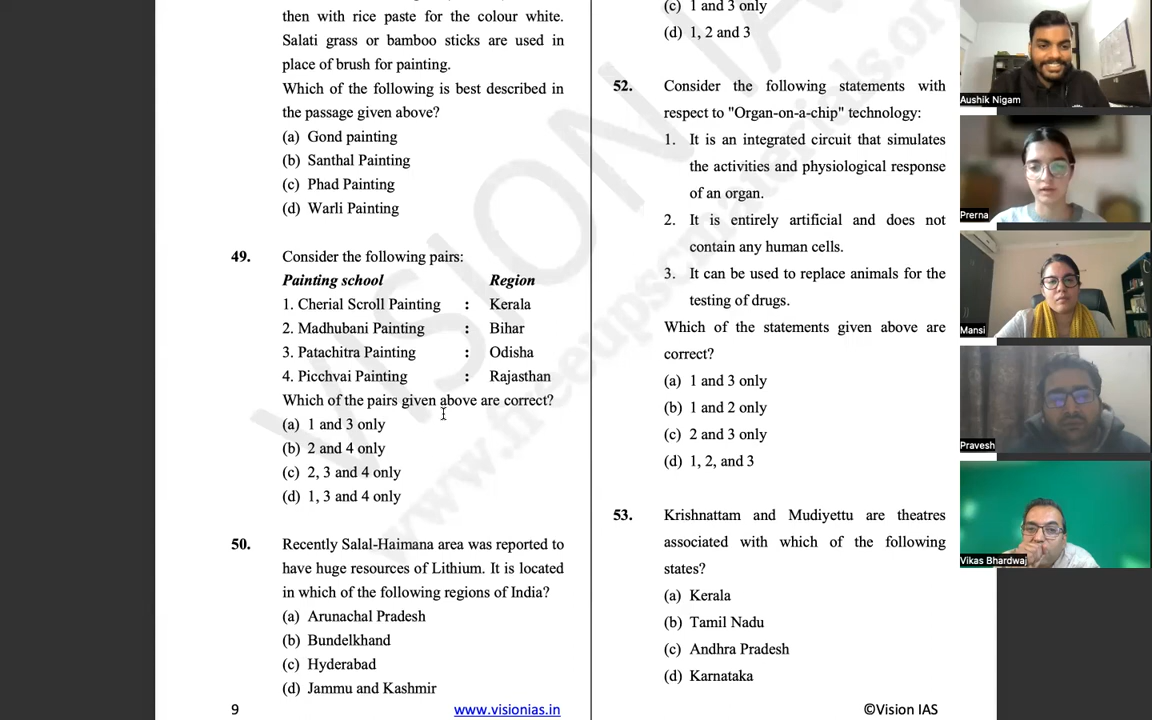 then with rice paste for the colour white.
Salati grass or bamboo sticks are used in
place of brush for painting.
Which of the following is best described in
the passage given above?
(a) Gond painting
(b) Santhal Painting
(c) Phad Painting
(d) Warli Painting
49. Consider the following pairs:
Painting school Region
1. Cherial Scroll Painting : Kerala
2. Madhubani Painting : Bihar
3. Patachitra Painting : Odisha
4. Picchvai Painting : Rajasthan
Which of the pairs given above are correct?
(a) 1 and 3 only
(b) 2 and 4 only
(c) 2, 3 and 4 only
(d) 1, 3 and 4 only
50. Recently Salal-Haimana area was reported to
have huge resources of Lithium. It is located
in which of the following regions of India?
(a) Arunachal Pradesh
(b) Bundelkhand
(c) Hyderabad
(d) Jammu and Kashmir
(c) 1 and 3 only
(d) 1, 2 and 3
52. Consider the following statements with
respect to "Organ-on-a-chip" technology:
1. It is an integrated circuit that simulates
the activities and physiological response
of an organ.
2. It is entirely artificial and does not
contain any human cells.
3. It can be used to replace animals for the
testing of drugs.
Which of the statements given above are
correct?
(a) 1 and 3 only
(b) 1 and 2 only
(c) 2 and 3 only
(d) 1, 2, and 3
53. Krishnattam and Mudiyettu are theatres
associated with which of the following
states?
(a) Kerala
(b) Tamil Nadu
(c) Andhra Pradesh
(d) Karnataka
9 www.visionias.in ©Vision IAS
VISION IA
www.freeupscmaterials.org
Aushik Nigam
Prerna
Mansi
Pravesh
Vikas Bhardwaj